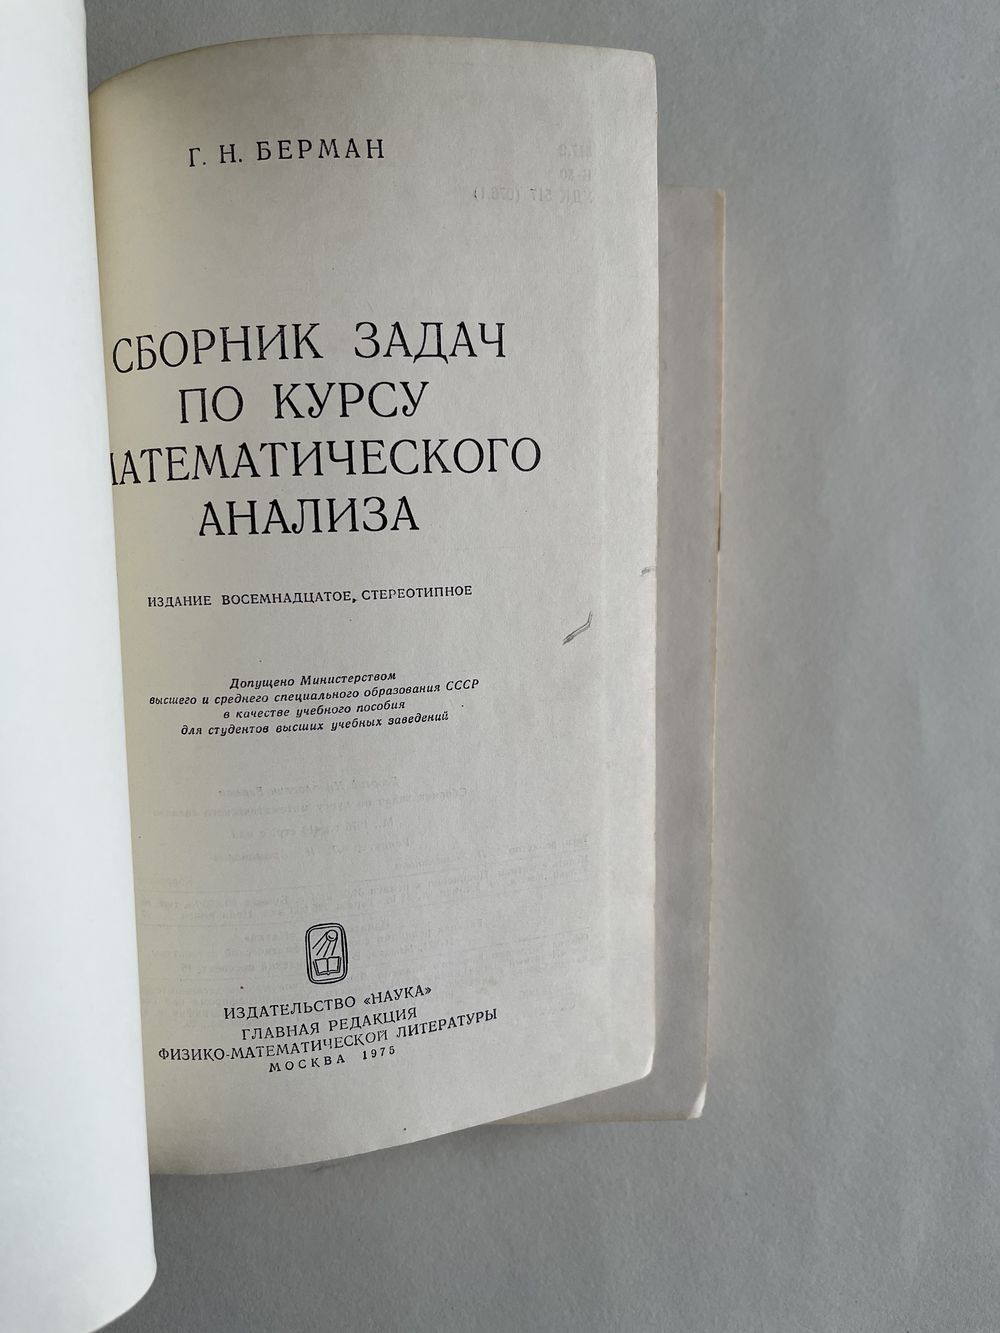 Г. Н. БЕРМАН
СБОРНИК ЗАДАЧ
ПО КУРСУ
МАТЕМАТИЧЕСКОГО
АНАЛИЗА
ИЗДАНИЕ ВОСЕМНАДЦАТОЕ, СТЕРЕОТИПНОЕ
Допущено Министерством
высшего и среднего специального образования СССР
в качестве учебного пособия
для студентов высших учебных заведений
ИЗДАТЕЛЬСТВО «НАУКА»
ГЛАВНАЯ РЕДАКЦИЯ
ФИЗИКО-МАТЕМАТИЧЕСКОЙ ЛИТЕРАТУРЫ
МОСКВА 1975